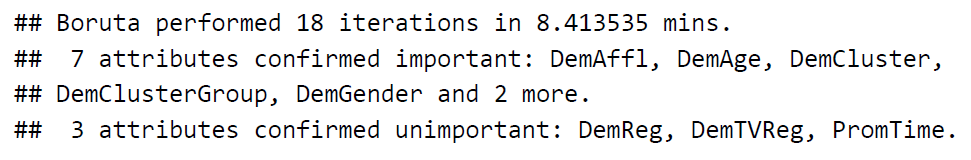 ## Boruta performed 18 iterations in 8.413535 mins.
##  7 attributes confirmed important: DemAffl, DemAge, DemCluster,
## DemClusterGroup, DemGender and 2 more.
##  3 attributes confirmed unimportant: DemReg, DemTVReg, PromTime.